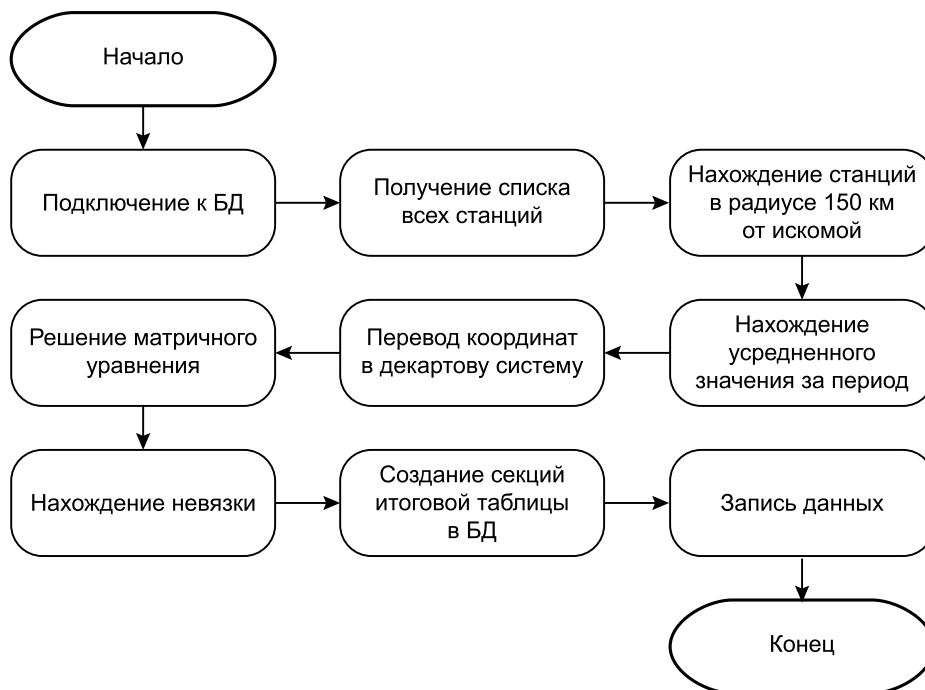 Начало
Подключение к БД
Получение списка
всех станций
Нахождение станций
в радиусе 150 км
от искомой
Нахождение
усредненного
значения за период
Перевод координат
в декартову систему
Решение матричного
уравнения
Нахождение невязки
Создание секций
итоговой таблицы
в БД
Запись данных
Конец